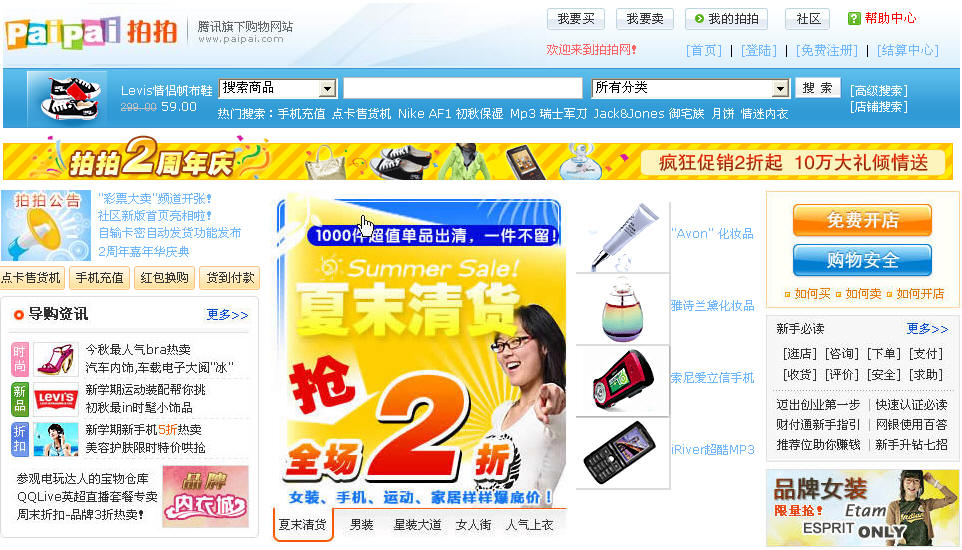 PaiPai 拍拍
腾讯旗下购物网站
www.paipai.com
我要买 我要卖 我的拍拍 社区 帮助中心
欢迎来到拍拍网!
[首页] | [登陆] | [免费注册] | [结算中心]
Levis情侣帆布鞋
299.00 59.00
搜索商品 所有分类 搜 索
[高级搜索]
[店铺搜索]
热门搜索：手机充值 点卡售货机 Nike AF1 初秋保湿 Mp3 瑞士军刀 Jack&Jones 御宅族 月饼 情迷内衣
拍拍2周年庆
疯狂促销2折起 10万大礼倾情送
拍拍公告
"彩票大卖"频道开张!
社区新版首页亮相啦!
自输卡密自动发货功能发布
2周年嘉年华庆典
点卡售货机 手机充值 红包换购 货到付款
导购资讯 更多>>
时尚
今秋最人气bra热卖
汽车内饰,车载电子大阅"冰"
新品
LEVI'S
新学期运动装配帮你挑
初秋最in时髦小饰品
折扣
新学期新手机5折热卖
美容护肤限时特价哄抢
参观电玩达人的宝物仓库
QQLive英超直播套餐专卖
周末折扣-品牌3折热卖!
品牌
内衣城
1000件超值单品出清，一件不留!
Summer Sale!
夏末清货
抢
全场2折
女装、手机、运动、家居样样爆底价!
夏末清货 男装 星装大道 女人街 人气上衣
"Avon" 化妆品
雅诗兰黛化妆品
索尼爱立信手机
iRiver超酷MP3
免费开店
购物安全
如何买 如何卖 如何开店
新手必读 更多>>
[逛店] [咨询] [下单] [支付]
[收货] [评价] [安全] [求助]
迈出创业第一步 | 快速认证必读
财付通新手指引 | 网银使用百答
推荐位助你赚钱 | 新手升钻七招
品牌女装
限量抢!
Etam
ESPRIT ONLY